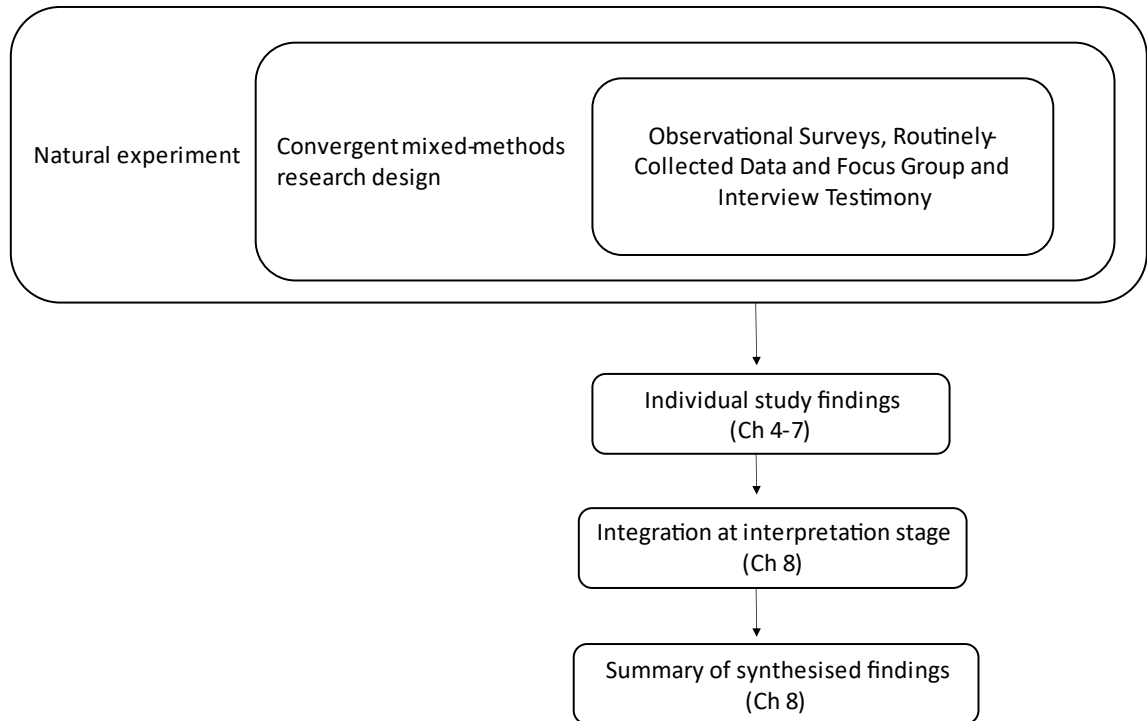 Natural experiment
Convergent mixed-methods
research design
Observational Surveys, Routinely-
Collected Data and Focus Group and
Interview Testimony
Individual study findings
(Ch 4-7)
Integration at interpretation stage
(Ch 8)
Summary of synthesised findings
(Ch 8)